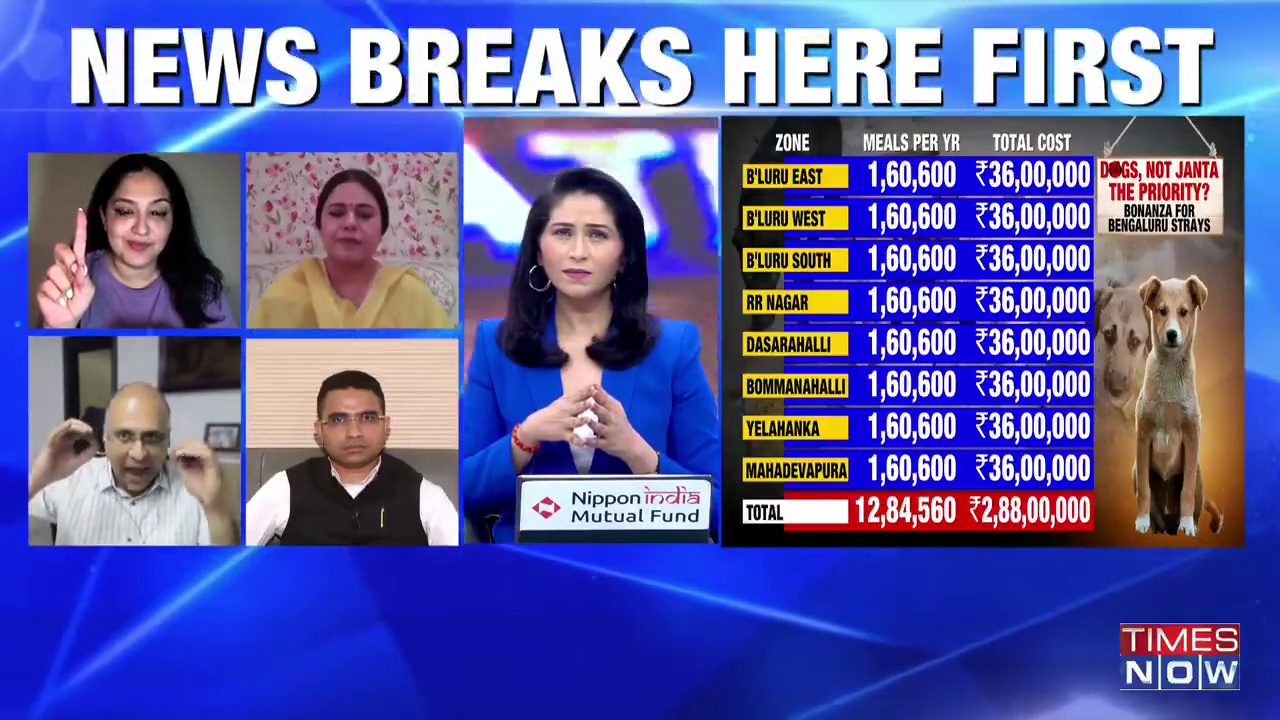 NEWS BREAKS HERE FIRST
ZONE MEALS PER YR TOTAL COST
B'LURU EAST 1,60,600 ₹36,00,000
B'LURU WEST 1,60,600 ₹36,00,000
B'LURU SOUTH 1,60,600 ₹36,00,000
RR NAGAR 1,60,600 ₹36,00,000
DASARAHALLI 1,60,600 ₹36,00,000
BOMMANAHALLI 1,60,600 ₹36,00,000
YELAHANKA 1,60,600 ₹36,00,000
MAHADEVAPURA 1,60,600 ₹36,00,000
TOTAL 12,84,560 ₹2,88,00,000
DOGS, NOT JANTA
THE PRIORITY?
BONANZA FOR
BENGALURU STRAYS
Nippon india
Mutual Fund
TIMES
NOW